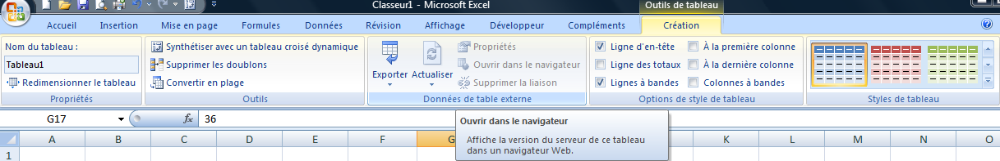 Classeur1 - Microsoft Excel
Outils de tableau
Accueil Insertion Mise en page Formules Données Révision Affichage Développeur Compléments Création
Nom du tableau :
Tableau1
Redimensionner le tableau
Propriétés
Synthétiser avec un tableau croisé dynamique
Supprimer les doublons
Convertir en plage
Outils
Exporter Actualiser
Propriétés
Ouvrir dans le navigateur
Supprimer la liaison
Données de table externe
Ligne d'en-tête À la première colonne
Ligne des totaux À la dernière colonne
Lignes à bandes Colonnes à bandes
Options de style de tableau
Styles de tableau
G17 fx 36
Ouvrir dans le navigateur
Affiche la version du serveur de ce tableau
dans un navigateur Web.
A B C D E F G K L M N O
1